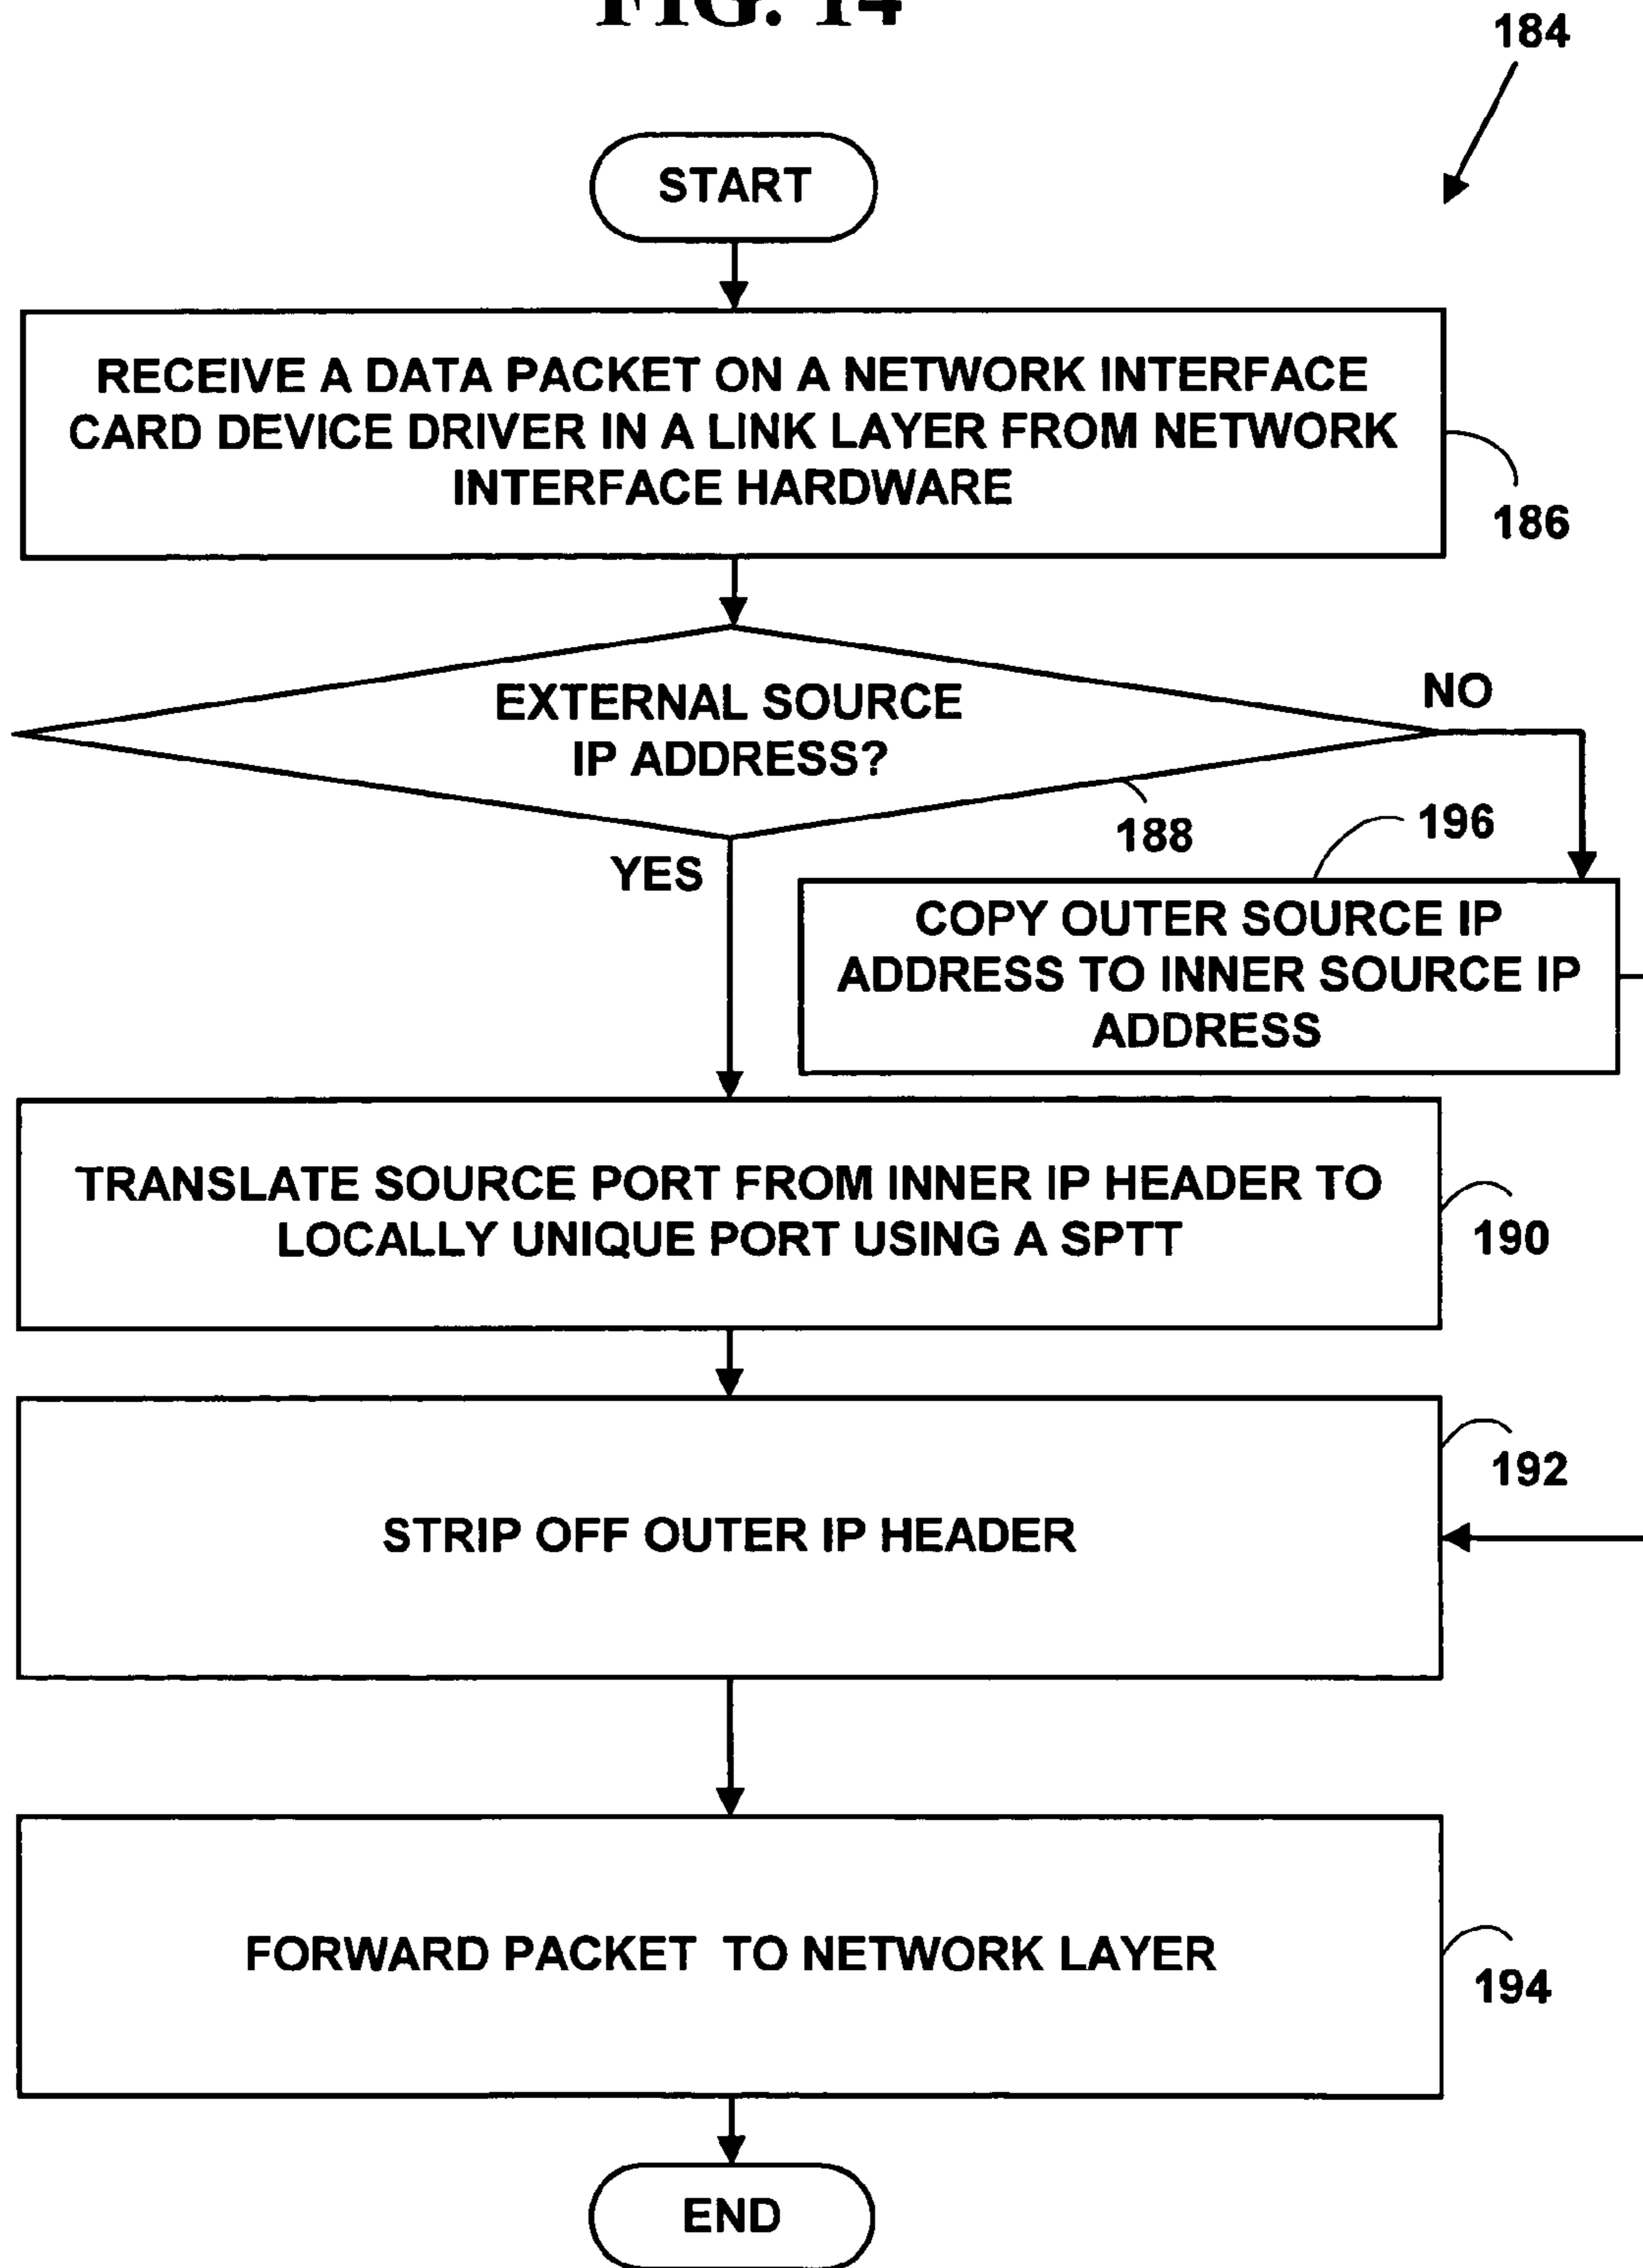 FIG. 14
184
START
RECEIVE A DATA PACKET ON A NETWORK INTERFACE
CARD DEVICE DRIVER IN A LINK LAYER FROM NETWORK
INTERFACE HARDWARE
186
EXTERNAL SOURCE
IP ADDRESS?
NO
188
196
YES
COPY OUTER SOURCE IP
ADDRESS TO INNER SOURCE IP
ADDRESS
TRANSLATE SOURCE PORT FROM INNER IP HEADER TO
LOCALLY UNIQUE PORT USING A SPTT
190
192
STRIP OFF OUTER IP HEADER
FORWARD PACKET TO NETWORK LAYER
194
END